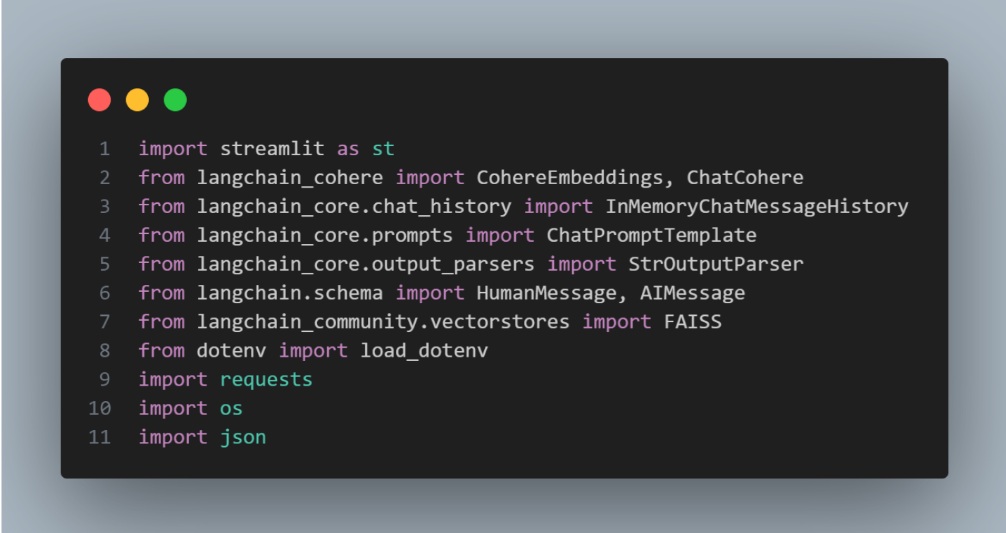 1 import streamlit as st
2 from langchain_cohere import CohereEmbeddings, ChatCohere
3 from langchain_core.chat_history import InMemoryChatMessageHistory
4 from langchain_core.prompts import ChatPromptTemplate
5 from langchain_core.output_parsers import StrOutputParser
6 from langchain.schema import HumanMessage, AIMessage
7 from langchain_community.vectorstores import FAISS
8 from dotenv import load_dotenv
9 import requests
10 import os
11 import json